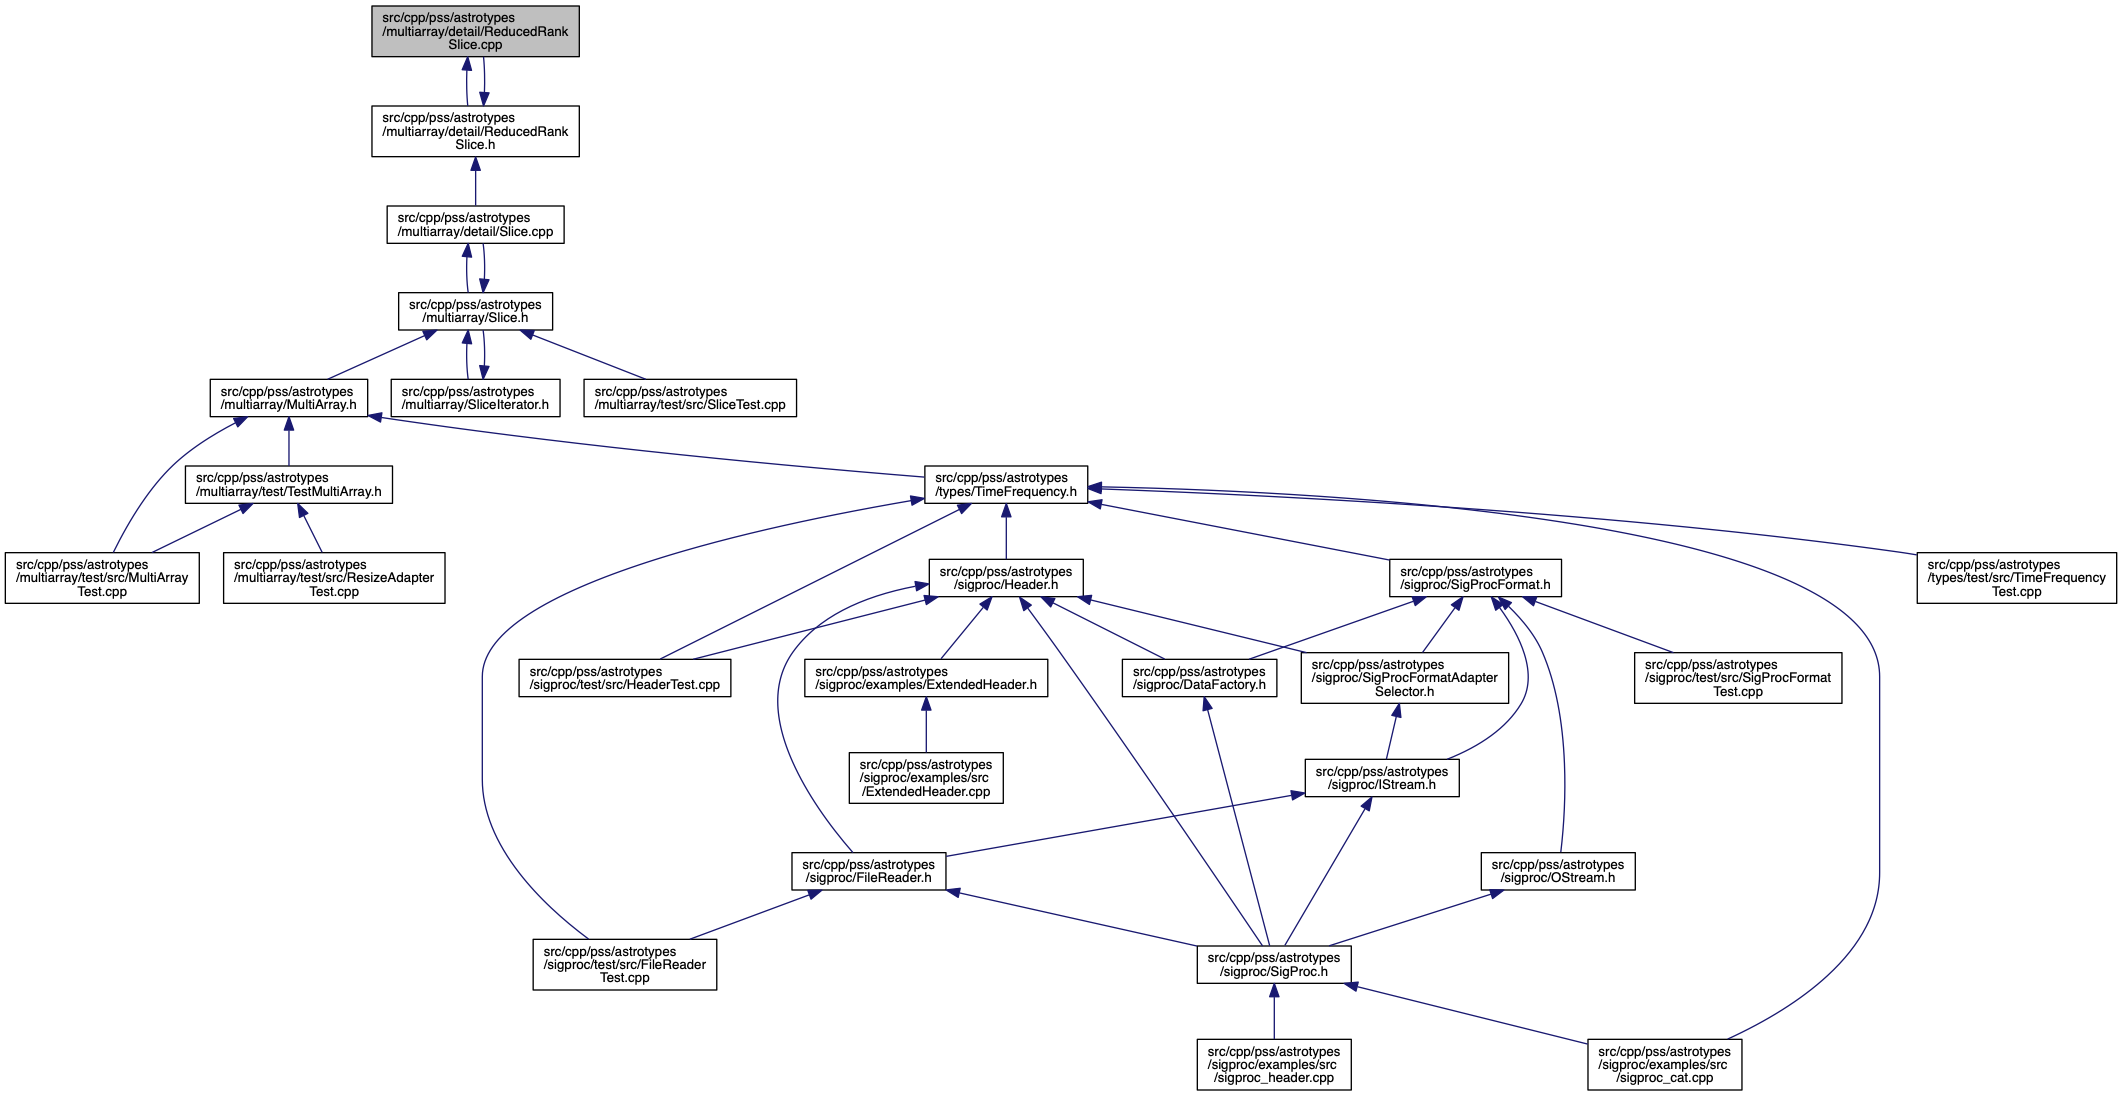 src/cpp/pss/astrotypes
/multiarray/detail/ReducedRank
Slice.cpp
src/cpp/pss/astrotypes
/multiarray/detail/ReducedRank
Slice.h
src/cpp/pss/astrotypes
/multiarray/detail/Slice.cpp
src/cpp/pss/astrotypes
/multiarray/Slice.h
src/cpp/pss/astrotypes
/multiarray/MultiArray.h
src/cpp/pss/astrotypes
/multiarray/SliceIterator.h
src/cpp/pss/astrotypes
/multiarray/test/src/SliceTest.cpp
src/cpp/pss/astrotypes
/multiarray/test/TestMultiArray.h
src/cpp/pss/astrotypes
/types/TimeFrequency.h
src/cpp/pss/astrotypes
/multiarray/test/src/MultiArray
Test.cpp
src/cpp/pss/astrotypes
/multiarray/test/src/ResizeAdapter
Test.cpp
src/cpp/pss/astrotypes
/sigproc/Header.h
src/cpp/pss/astrotypes
/sigproc/SigProcFormat.h
src/cpp/pss/astrotypes
/types/test/src/TimeFrequency
Test.cpp
src/cpp/pss/astrotypes
/sigproc/test/src/HeaderTest.cpp
src/cpp/pss/astrotypes
/sigproc/examples/ExtendedHeader.h
src/cpp/pss/astrotypes
/sigproc/DataFactory.h
src/cpp/pss/astrotypes
/sigproc/SigProcFormatAdapter
Selector.h
src/cpp/pss/astrotypes
/sigproc/test/src/SigProcFormat
Test.cpp
src/cpp/pss/astrotypes
/sigproc/examples/src
/ExtendedHeader.cpp
src/cpp/pss/astrotypes
/sigproc/IStream.h
src/cpp/pss/astrotypes
/sigproc/FileReader.h
src/cpp/pss/astrotypes
/sigproc/OStream.h
src/cpp/pss/astrotypes
/sigproc/test/src/FileReader
Test.cpp
src/cpp/pss/astrotypes
/sigproc/SigProc.h
src/cpp/pss/astrotypes
/sigproc/examples/src
/sigproc_header.cpp
src/cpp/pss/astrotypes
/sigproc/examples/src
/sigproc_cat.cpp